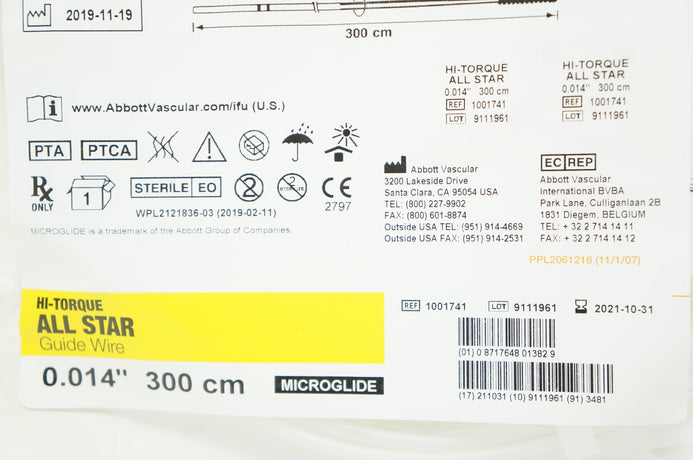 2019-11-19
300 cm
HI-TORQUE
ALL STAR
0.014" 300 cm
REF 1001741
LOT 9111961
HI-TORQUE
ALL STAR
0.014" 300 cm
REF 1001741
LOT 9111961
www.AbbottVascular.com/ifu (U.S.)
PTA PTCA
Rx ONLY
1
STERILE EO
2
2 STERILIZE
CE
2797
WPL2121836-03 (2019-02-11)
MICROGLIDE is a trademark of the Abbott Group of Companies
Abbott Vascular
3200 Lakeside Drive
Santa Clara, CA 95054 USA
TEL: (800) 227-9902
FAX: (800) 601-8874
Outside USA TEL: (951) 914-4669
Outside USA FAX: (951) 914-2531
EC REP
Abbott Vascular
International BVBA
Park Lane, Culliganlaan 2B
1831 Diegem, BELGIUM
TEL: + 32 2 714 14 11
FAX: + 32 2 714 14 12
PPL2061216 (11/1/07)
HI-TORQUE
ALL STAR
Guide Wire
0.014" 300 cm MICROGLIDE
REF 1001741 LOT 9111961 2021-10-31
(01) 0 8717648 01382 9
(17) 211031 (10) 9111961 (91) 3481